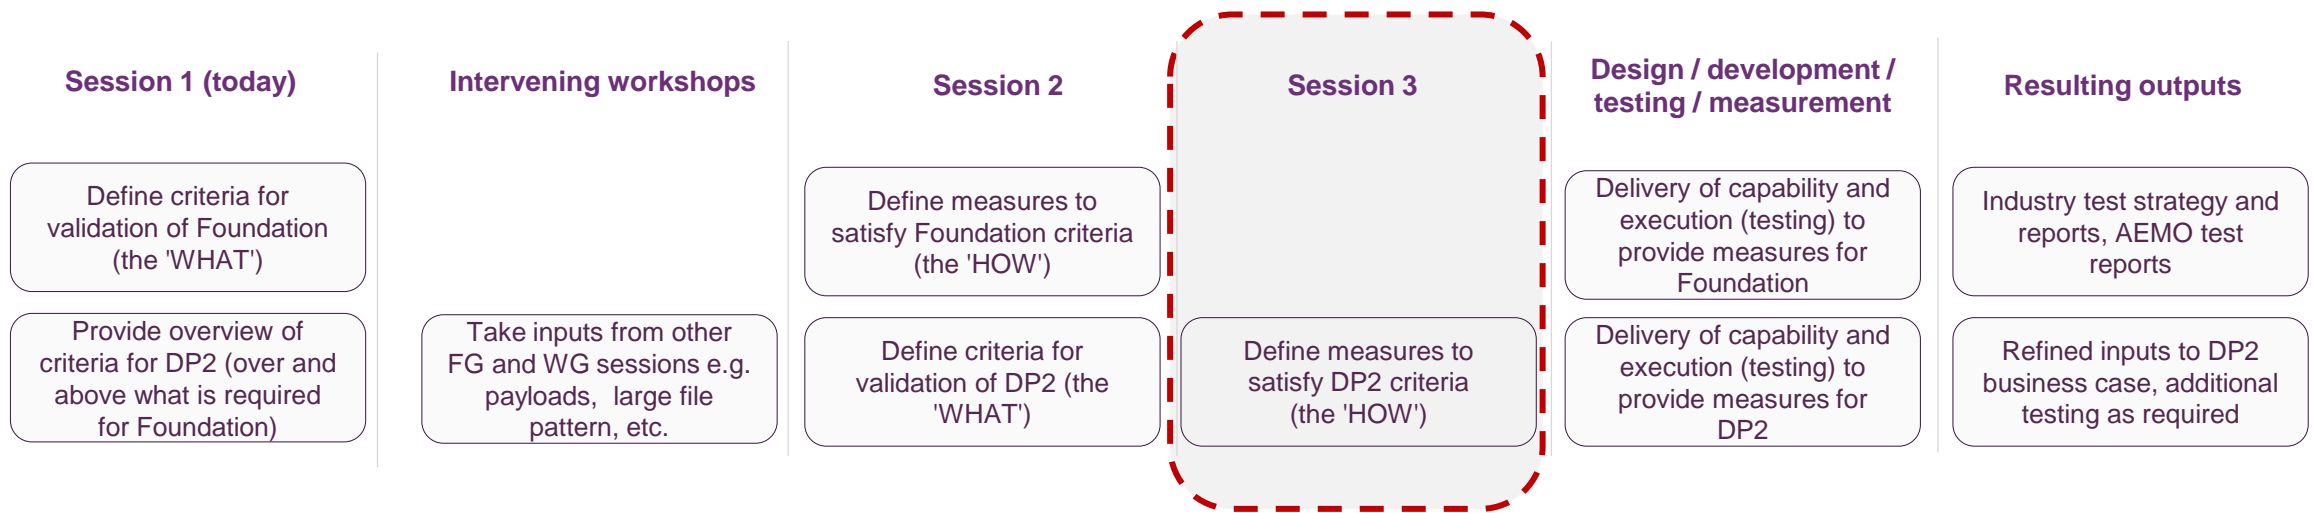 Session 1 (today)
Define criteria for
validation of Foundation
(the 'WHAT')
Provide overview of
criteria for DP2 (over and
above what is required
for Foundation)
Intervening workshops
Take inputs from other
FG and WG sessions e.g.
payloads,  large file
pattern, etc.
Session 2
Define measures to
satisfy Foundation criteria
(the 'HOW')
Define criteria for
validation of DP2 (the
'WHAT')
Session 3
Define measures to
satisfy DP2 criteria
(the 'HOW')
Design / development /
testing / measurement
Delivery of capability and
execution (testing) to
provide measures for
Foundation
Delivery of capability and
execution (testing) to
provide measures for
DP2
Resulting outputs
Industry test strategy and
reports, AEMO test
reports
Refined inputs to DP2
business case, additional
testing as required